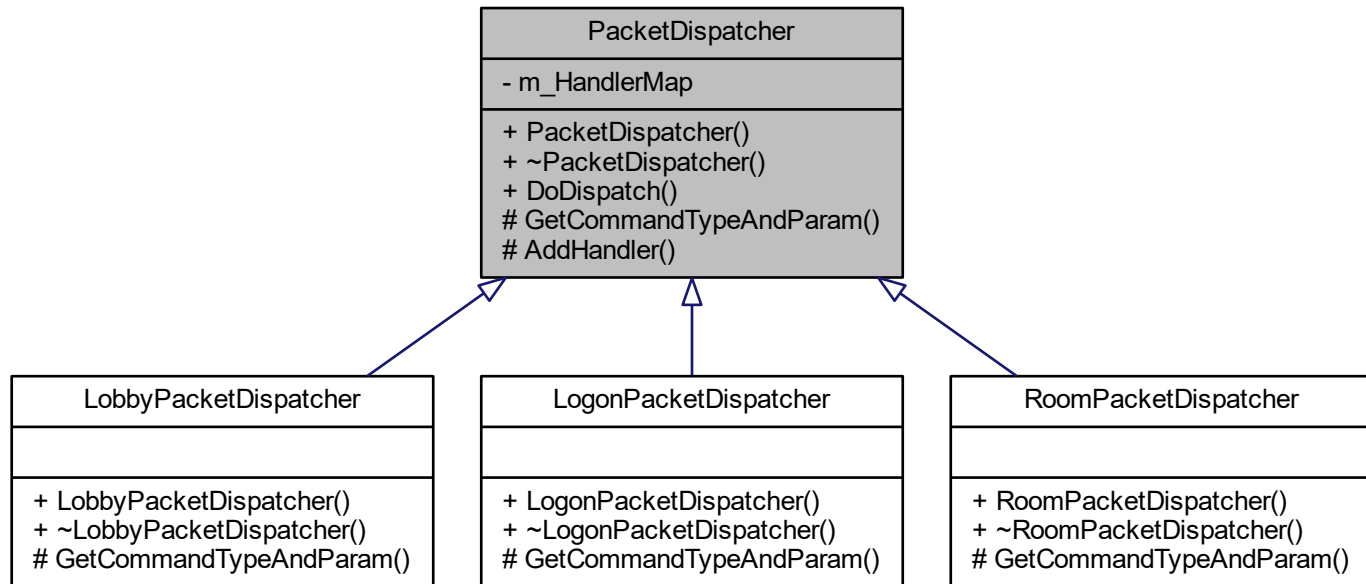 PacketDispatcher
- m_HandlerMap
+ PacketDispatcher()
+ ~PacketDispatcher()
+ DoDispatch()
# GetCommandTypeAndParam()
# AddHandler()
LobbyPacketDispatcher
+ LobbyPacketDispatcher()
+ ~LobbyPacketDispatcher()
# GetCommandTypeAndParam()
LogonPacketDispatcher
+ LogonPacketDispatcher()
+ ~LogonPacketDispatcher()
# GetCommandTypeAndParam()
RoomPacketDispatcher
+ RoomPacketDispatcher()
+ ~RoomPacketDispatcher()
# GetCommandTypeAndParam()